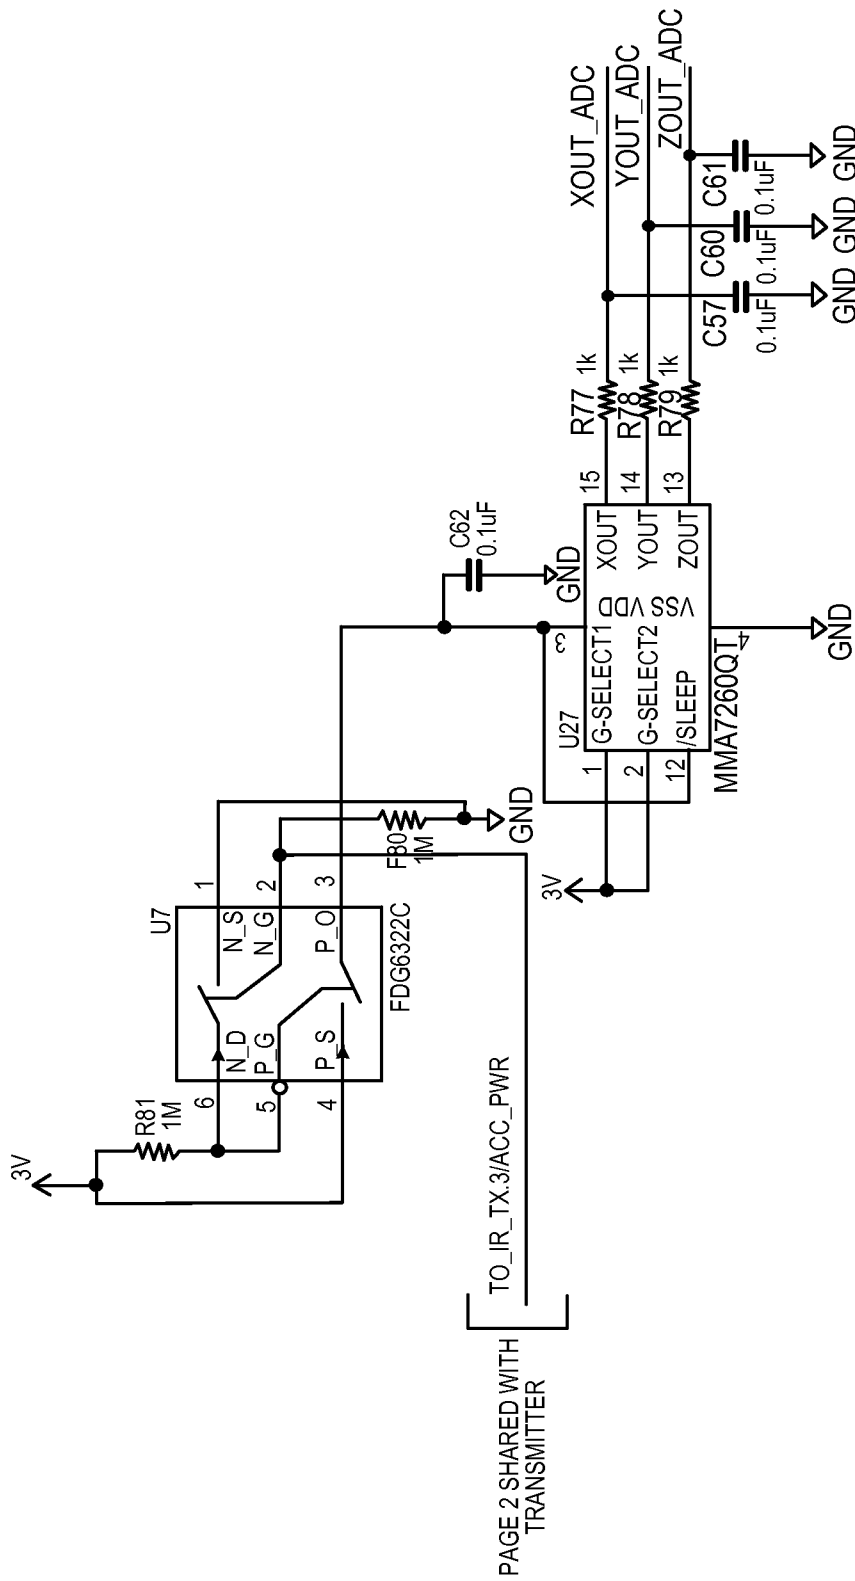 3V
R81
1M
6
5
4
N_D
P_G
P_S
N_S
N_G
P_O
U7
FDG6322C
1
2
3
F80
1M
GND
TO_IR_TX.3/ACC_PWR
PAGE 2 SHARED WITH
TRANSMITTER
3V
C62
0.1uF
GND
3
U27
1
2
12
G-SELECT1
G-SELECT2
/SLEEP
VSS VDD
XOUT
YOUT
ZOUT
MMA7260QT
4
GND
15
14
13
R77
1k
R78
1k
R79
1k
XOUT_ADC
YOUT_ADC
ZOUT_ADC
C57
0.1uF
GND
C60
0.1uF
GND
C61
0.1uF
GND